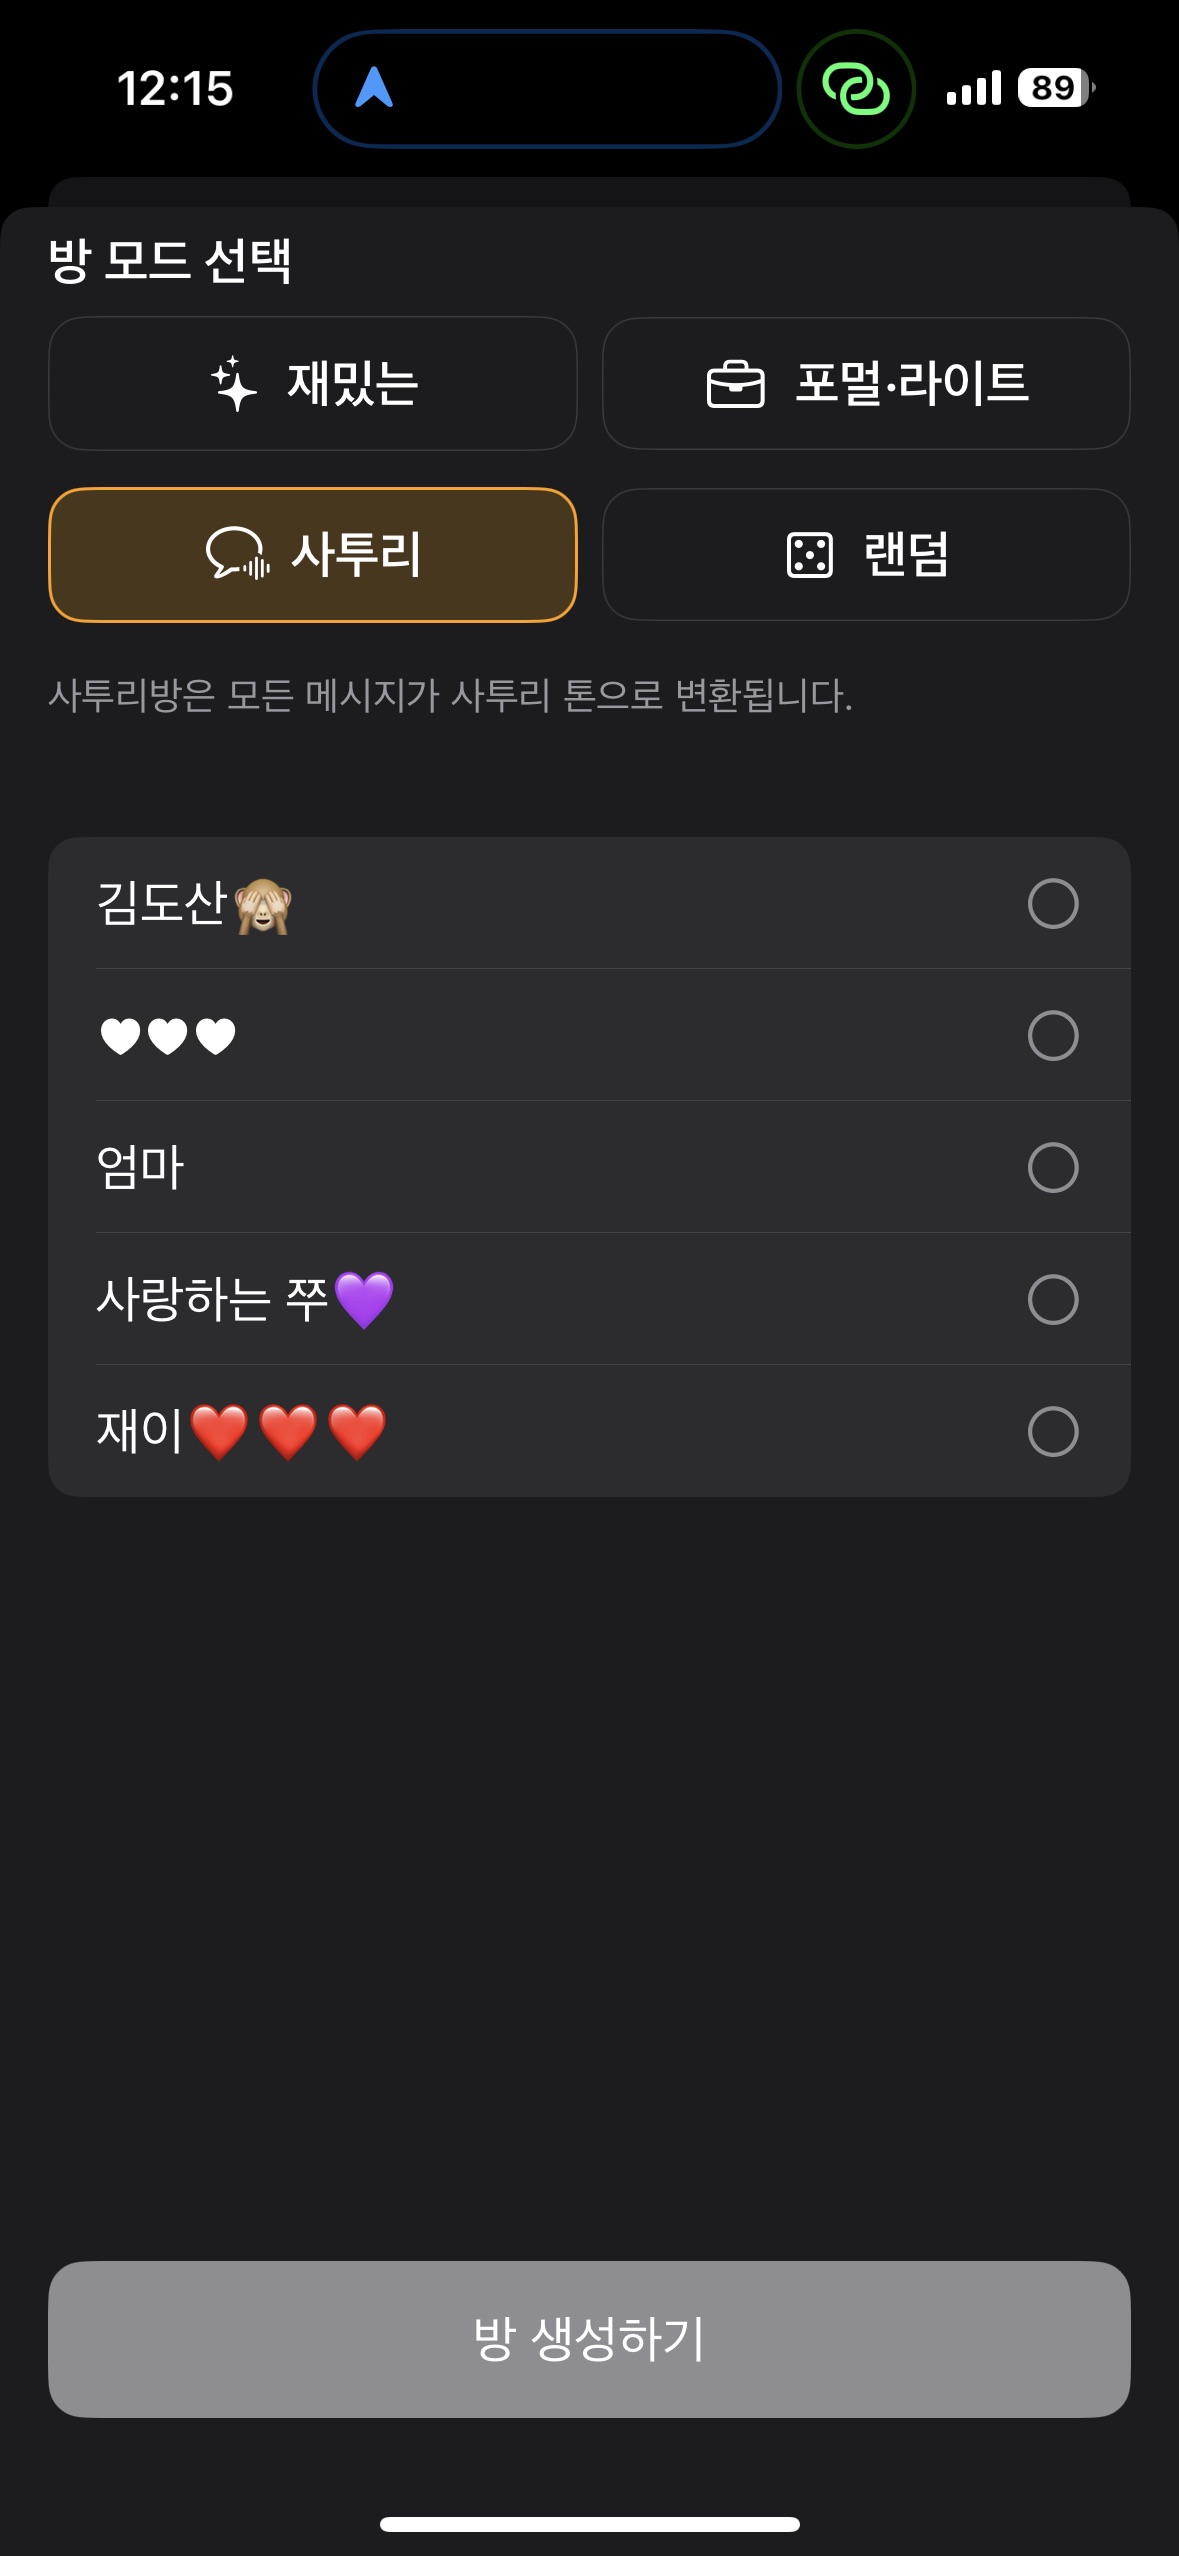 12:15
89
방 모드 선택
재밌는
포멀·라이트
사투리
랜덤
사투리방은 모든 메시지가 사투리 톤으로 변환됩니다.
김도산🙈
♥♥♥
엄마
사랑하는 쭈💜
재이❤️❤️❤️
방 생성하기